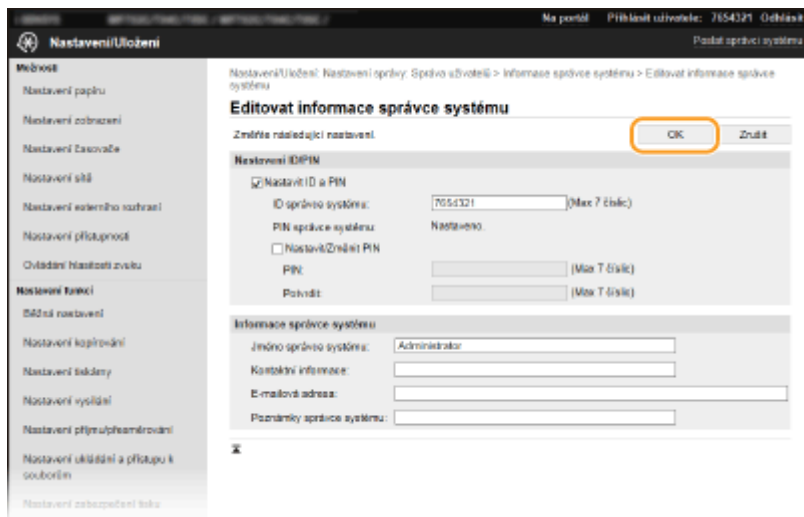 Na portál Přihlásit uživatele: 7654321 Odhlásit
Nastavení/Uložení
Poslat správci systému
Možnosti
Nastavení papíru
Nastavení zobrazení
Nastavení časovače
Nastavení sítě
Nastavení externího rozhraní
Nastavení přístupnosti
Ovládání hlasitosti zvuku
Nastavení funkcí
Běžná nastavení
Nastavení kopírování
Nastavení tiskárny
Nastavení vysílání
Nastavení příjmu/přesměrování
Nastavení ukládání a přístupu k
souborům
Nastavení zabezpečení tisku
Nastavení/Uložení: Nastavení správy: Správa uživatelů > Informace správce systému > Editovat informace správce
systému
Editovat informace správce systému
Změňte následující nastavení.
OK
Zrušit
Nastavení ID/PIN
Nastavit ID a PIN
ID správce systému: 7654321 (Max 7 číslic)
PIN správce systému: Nastaveno.
Nastavit/Změnit PIN
PIN: (Max 7 číslic)
Potvrdit: (Max 7 číslic)
Informace správce systému
Jméno správce systému: Administrator
Kontaktní informace:
E-mailová adresa:
Poznámky správce systému: